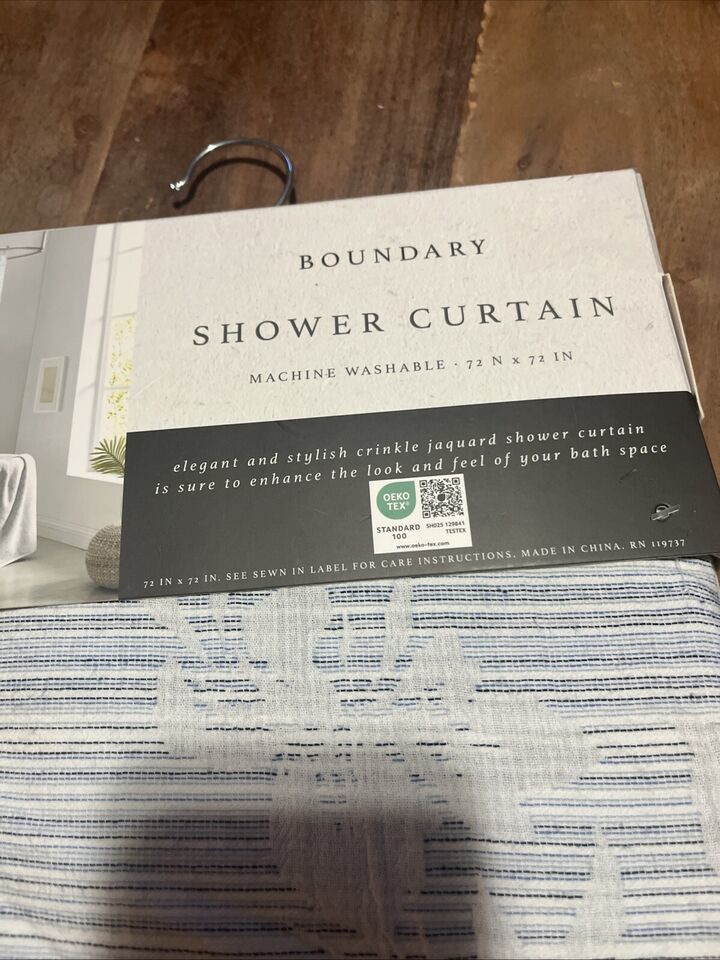 BOUNDARY
SHOWER CURTAIN
MACHINE WASHABLE · 72 N x 72 IN
elegant and stylish crinkle jaquard shower curtain
is sure to enhance the look and feel of your bath space
OEKO
TEX®
STANDARD
100
SH025 129841
TESTEX
www.oeko-tex.com
72 IN x 72 IN. SEE SEWN IN LABEL FOR CARE INSTRUCTIONS. MADE IN CHINA. RN 119737